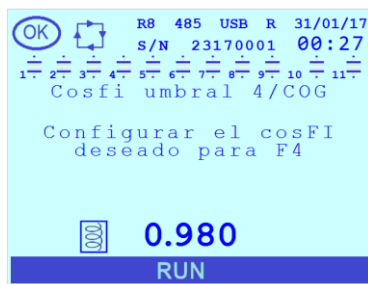 OK R8 485 USB R 31/01/17
S/N 23170001 00:27
1 2 3 4 5 6 7 8 9 10 11
Cosfi umbral 4/COG
Configurar el cosFI
deseado para F4
0.980
RUN